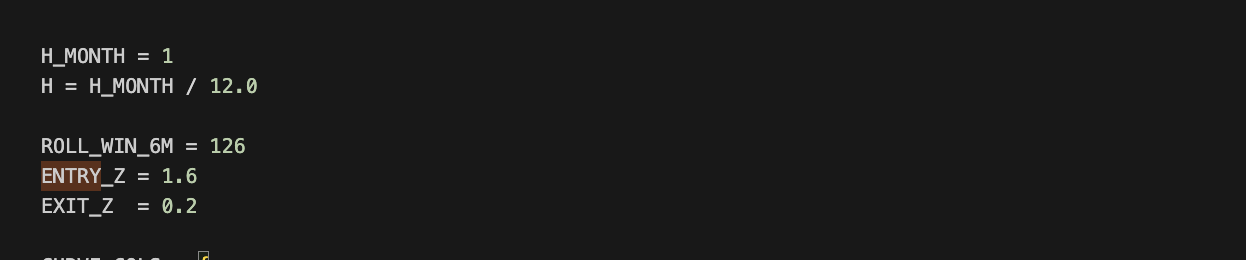 H_MONTH = 1
H = H_MONTH / 12.0
ROLL_WIN_6M = 126
ENTRY_Z = 1.6
EXIT_Z  = 0.2